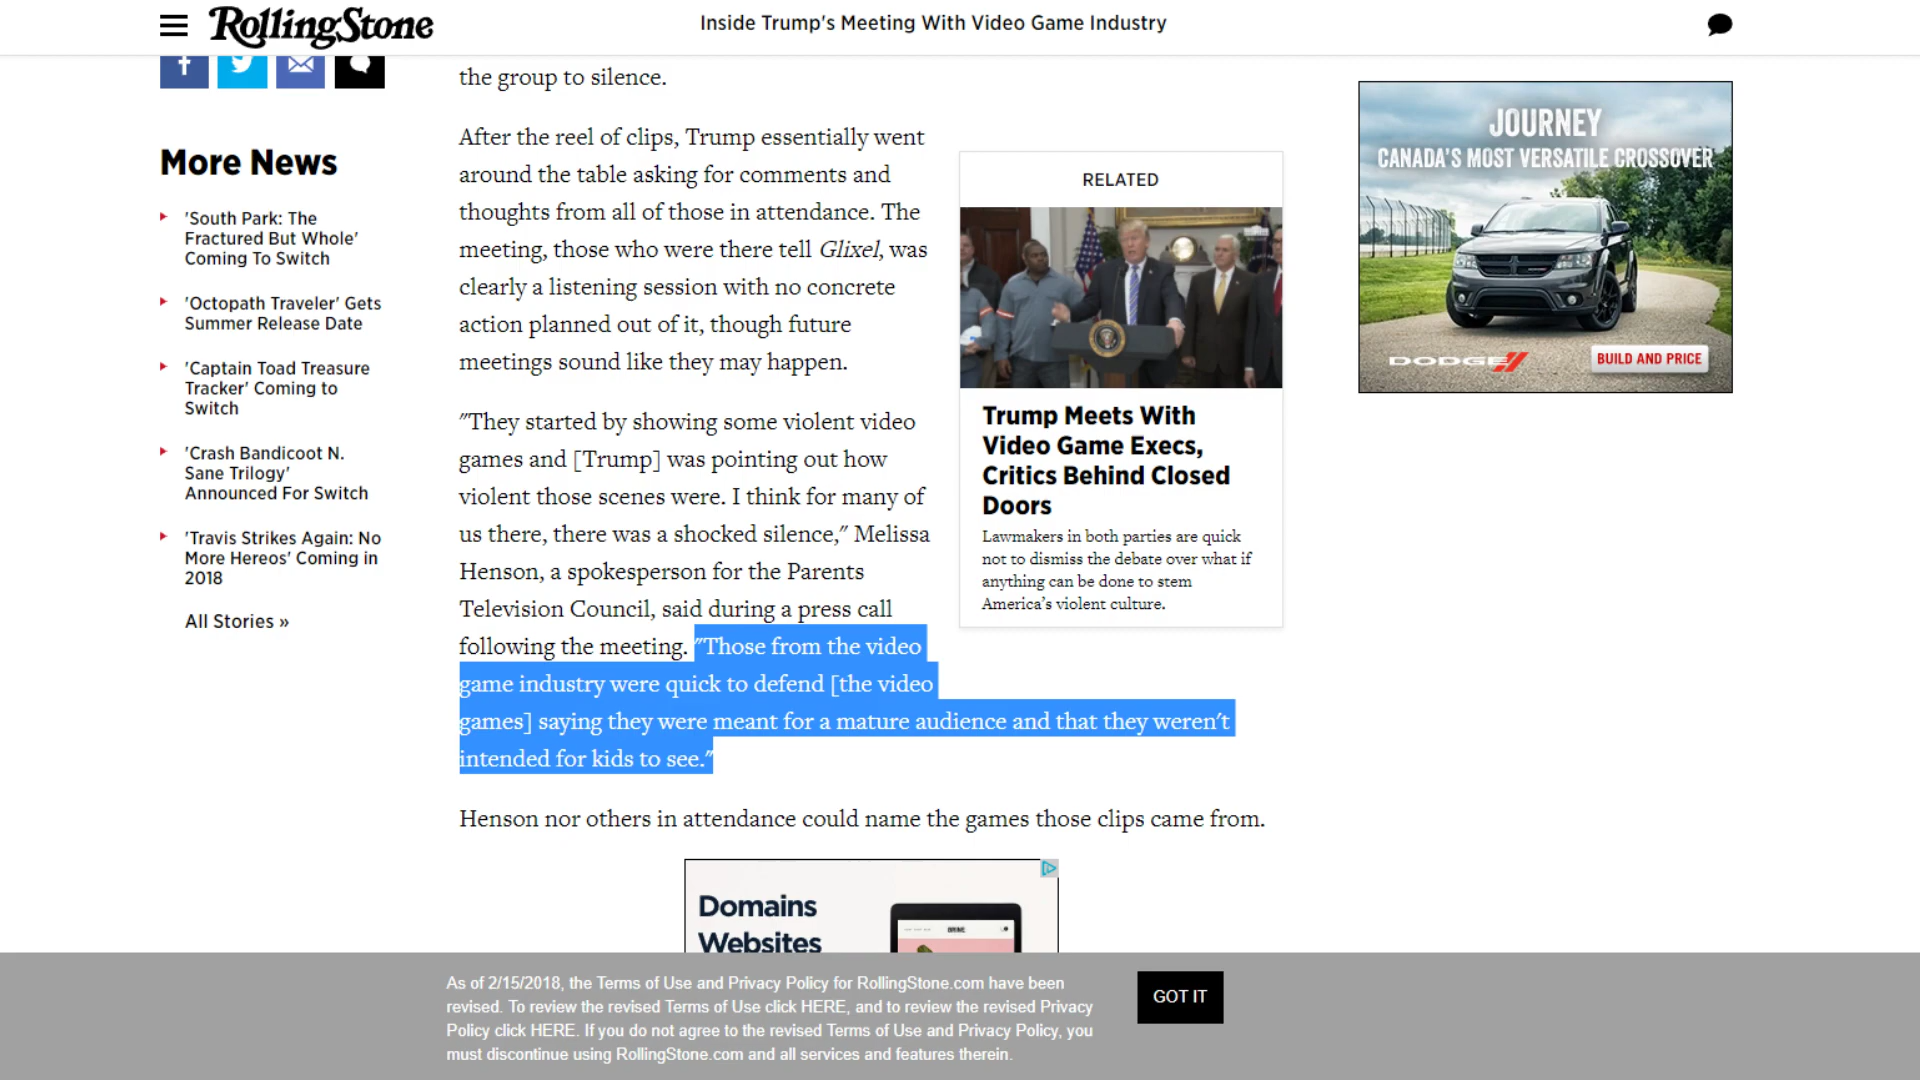 RollingStone
Inside Trump's Meeting With Video Game Industry
the group to silence.
More News
'South Park: The
Fractured But Whole'
Coming To Switch
'Octopath Traveler' Gets
Summer Release Date
'Captain Toad Treasure
Tracker' Coming to
Switch
'Crash Bandicoot N.
Sane Trilogy'
Announced For Switch
'Travis Strikes Again: No
More Hereos' Coming in
2018
All Stories »
After the reel of clips, Trump essentially went
around the table asking for comments and
thoughts from all of those in attendance. The
meeting, those who were there tell Glixel, was
clearly a listening session with no concrete
action planned out of it, though future
meetings sound like they may happen.
"They started by showing some violent video
games and [Trump] was pointing out how
violent those scenes were. I think for many of
us there, there was a shocked silence," Melissa
Henson, a spokesperson for the Parents
Television Council, said during a press call
following the meeting. "Those from the video
game industry were quick to defend [the video
games] saying they were meant for a mature audience and that they weren't
intended for kids to see."
Henson nor others in attendance could name the games those clips came from.
RELATED
Trump Meets With
Video Game Execs,
Critics Behind Closed
Doors
Lawmakers in both parties are quick
not to dismiss the debate over what if
anything can be done to stem
America's violent culture.
JOURNEY
CANADA'S MOST VERSATILE CROSSOVER
DODGE
BUILD AND PRICE
Domains
Websites
BRINE
As of 2/15/2018, the Terms of Use and Privacy Policy for RollingStone.com have been
revised. To review the revised Terms of Use click HERE, and to review the revised Privacy
Policy click HERE. If you do not agree to the revised Terms of Use and Privacy Policy, you
must discontinue using RollingStone.com and all services and features therein.
GOT IT